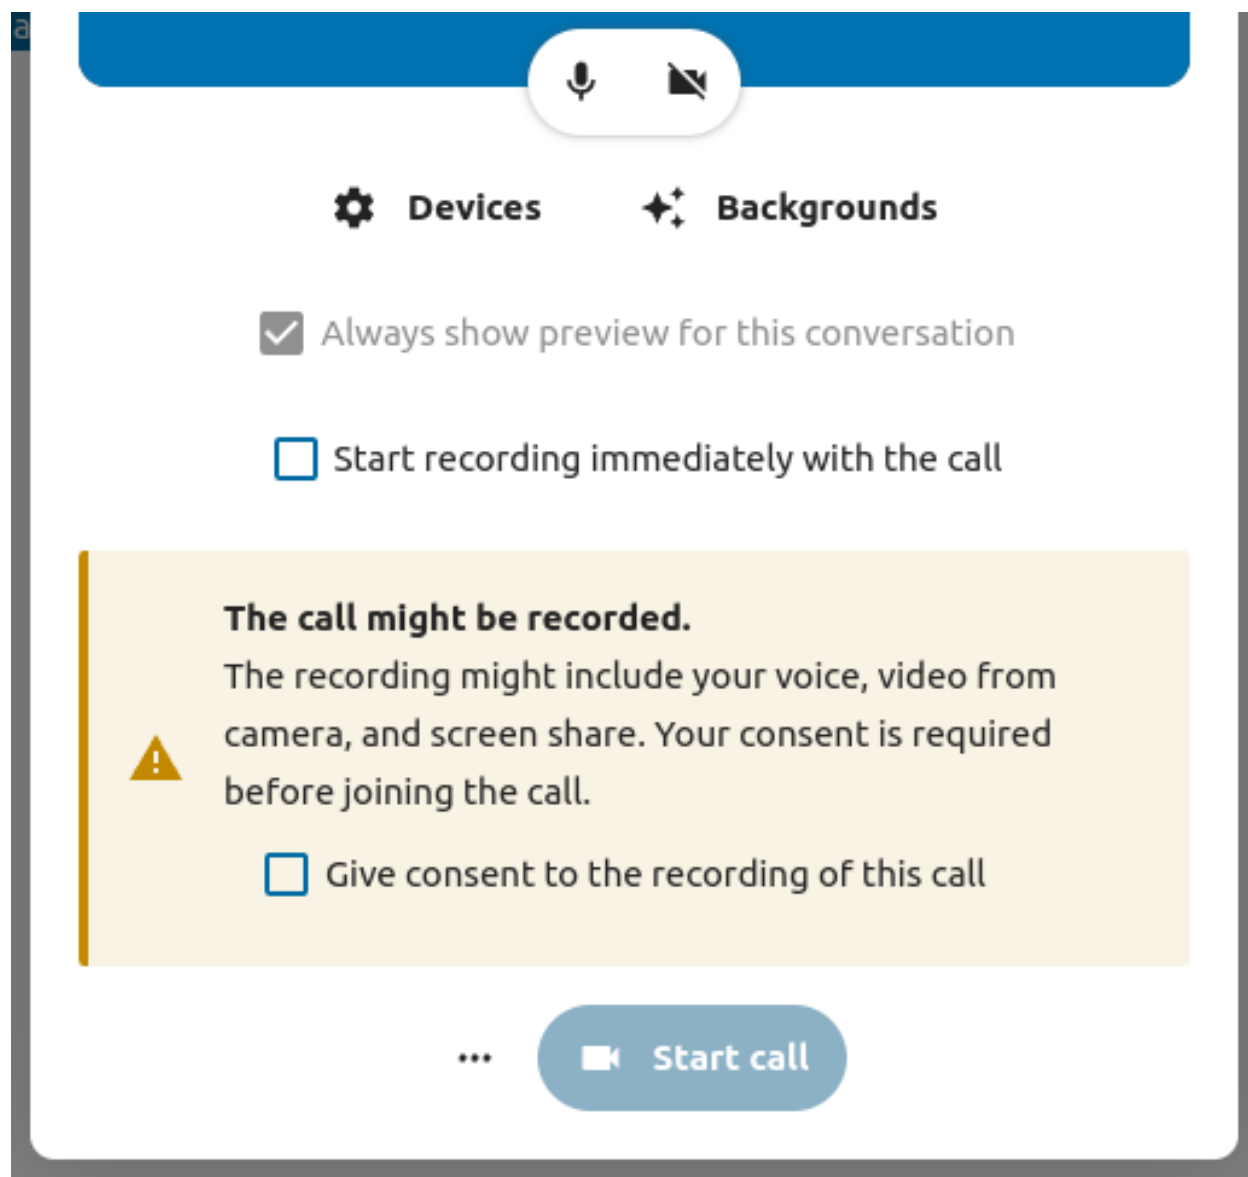 a
Devices
Backgrounds
Always show preview for this conversation
Start recording immediately with the call
The call might be recorded.
The recording might include your voice, video from
camera, and screen share. Your consent is required
before joining the call.
Give consent to the recording of this call
Start call